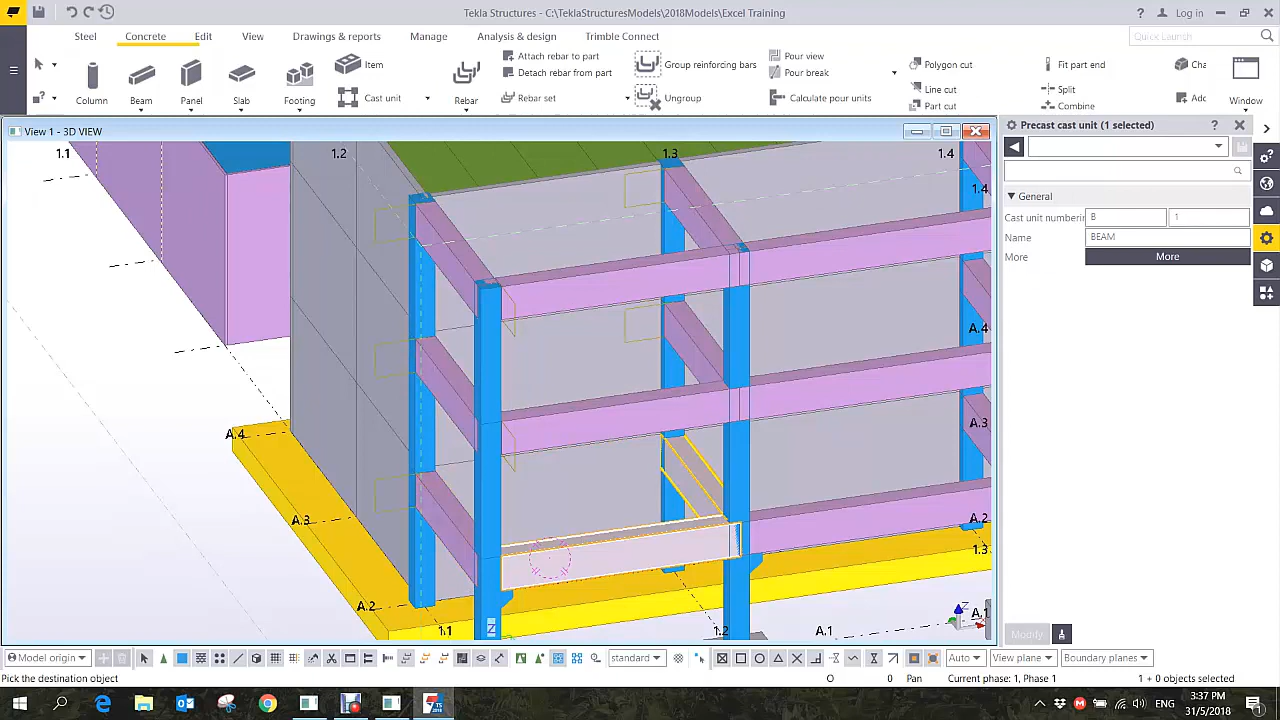 Tekla Structures - C:\TeklaStructuresModels\2018Models\Excel Training
? Log in
Steel Concrete Edit View Drawings & reports Manage Analysis & design Trimble Connect
Quick Launch
Attach rebar to part
Detach rebar from part
Rebar set
Item
Cast unit
Group reinforcing bars
Ungroup
Pour view
Pour break
Calculate pour units
Polygon cut
Line cut
Part cut
Fit part end
Split
Combine
Cha
Adc
Column Beam Panel Slab Footing Rebar Window
View 1 - 3D VIEW
Precast cast unit (1 selected)
?
General
Cast unit numberin B 1
Name BEAM
More More
1.1 1.2 1.3 1.4
1.4
A.4
A.4
A.3
A.3
A.2
1.3
A.2
1.1
1.2
A.1
A.1
Z
Z
Modify
Model origin
standard
Auto
View plane
Boundary planes
Pick the destination object
O 0 Pan Current phase: 1, Phase 1 1 + 0 objects selected
3:37 PM
31/5/2018